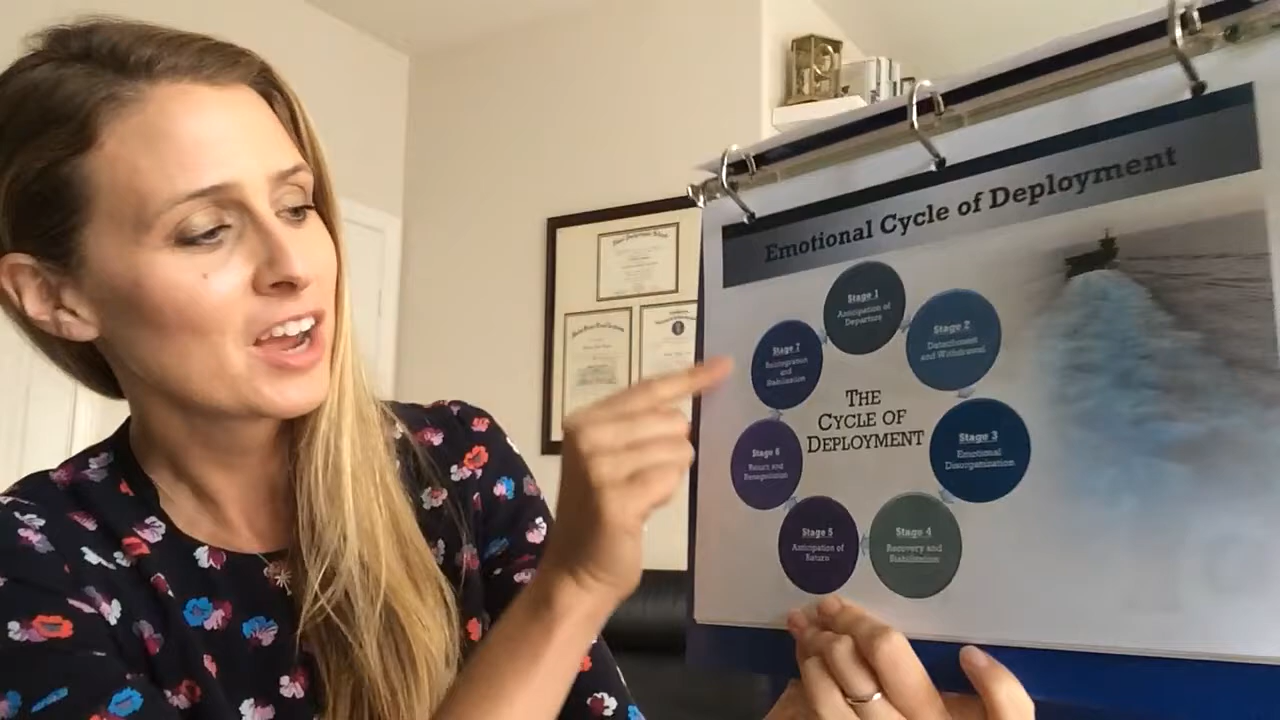 Emotional Cycle of Deployment
Stage 1
Anticipation of
Departure
Stage 2
Detachment
and Withdrawal
Stage 3
Emotional
Disorganization
Stage 4
Recovery and
Stabilization
Stage 5
Anticipation of
Return
Stage 6
Return and
Renegotiation
Stage 7
Reintegration
and
Stabilization
THE
CYCLE OF
DEPLOYMENT